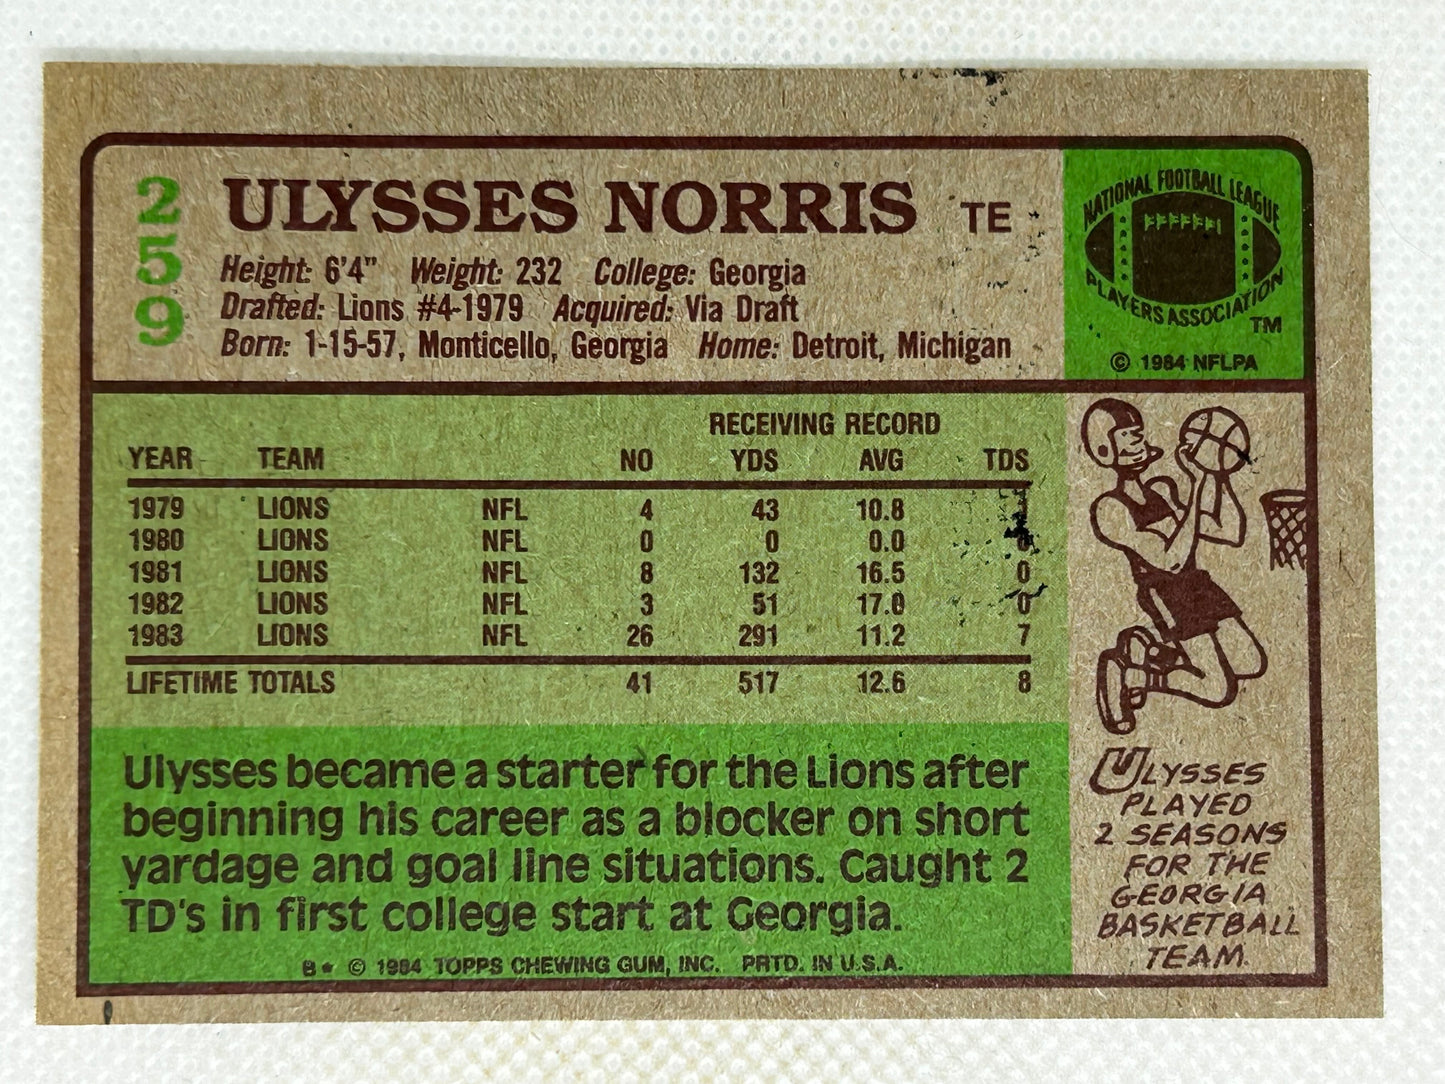 259
ULYSSES NORRIS TE
Height: 6'4" Weight: 232 College: Georgia
Drafted: Lions #4-1979 Acquired: Via Draft
Born: 1-15-57, Monticello, Georgia Home: Detroit, Michigan
NATIONAL FOOTBALL LEAGUE
PLAYERS ASSOCIATION
TM
© 1984 NFLPA
RECEIVING RECORD
YEAR TEAM NO YDS AVG TDS
1979 LIONS NFL 4 43 10.8 1
1980 LIONS NFL 0 0 0.0 0
1981 LIONS NFL 8 132 16.5 0
1982 LIONS NFL 3 51 17.0 0
1983 LIONS NFL 26 291 11.2 7
LIFETIME TOTALS 41 517 12.6 8
Ulysses became a starter for the Lions after
beginning his career as a blocker on short
yardage and goal line situations. Caught 2
TD's in first college start at Georgia.
B* © 1984 TOPPS CHEWING GUM, INC. PRTD. IN U.S.A.
ULYSSES
PLAYED
2 SEASONS
FOR THE
GEORGIA
BASKETBALL
TEAM.